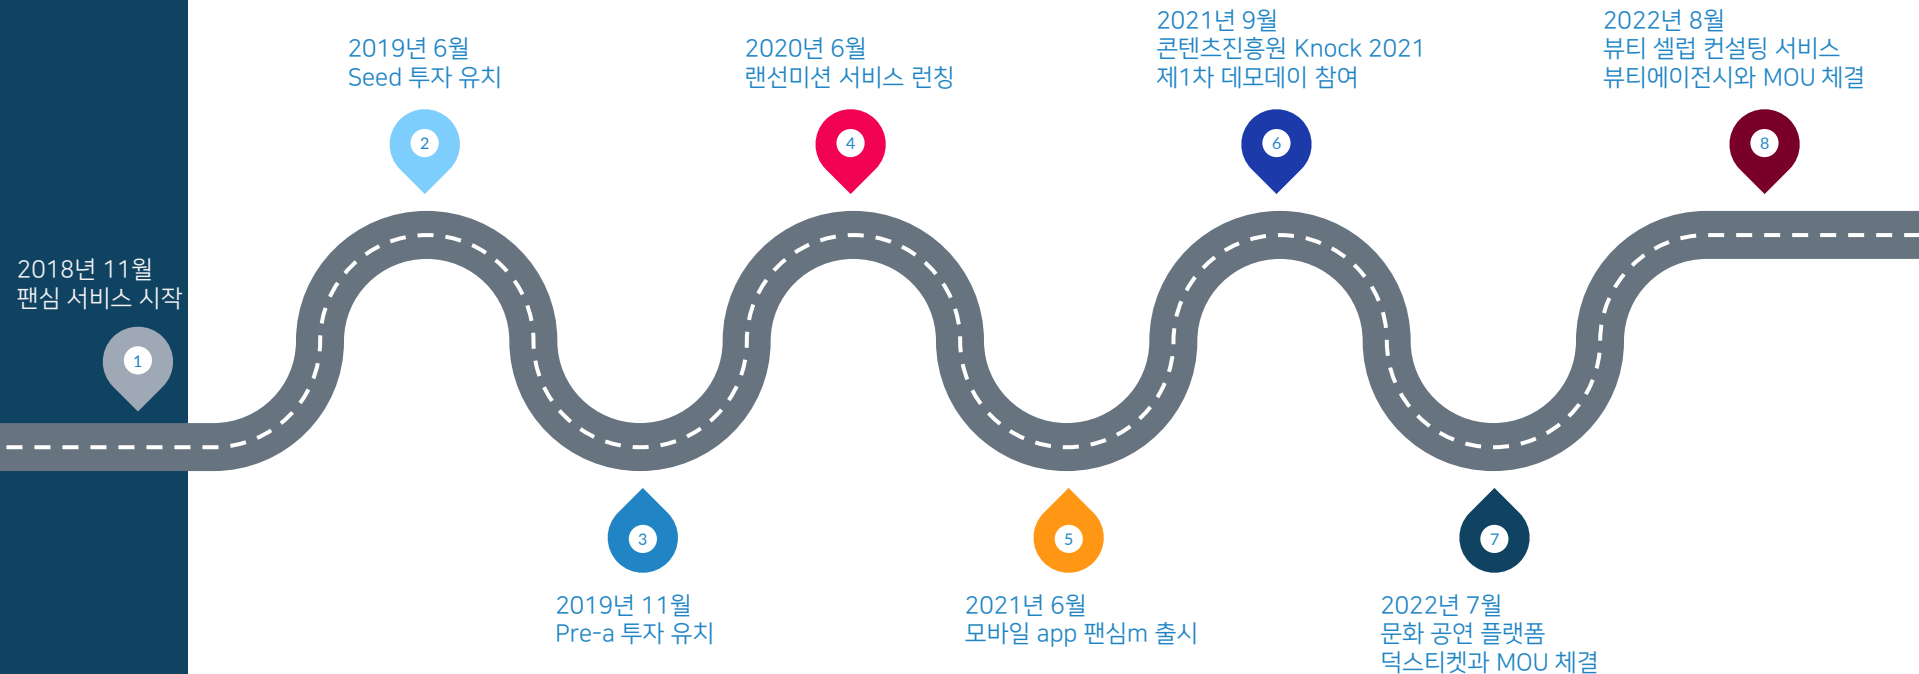 2018년 11월
팬심 서비스 시작
1
2019년 6월
Seed 투자 유치
2
3
2019년 11월
Pre-a 투자 유치
2020년 6월
랜선미션 서비스 런칭
4
5
2021년 6월
모바일 app 팬심m 출시
2021년 9월
콘텐츠진흥원 Knock 2021
제1차 데모데이 참여
6
7
2022년 7월
문화 공연 플랫폼
덕스티켓과 MOU 체결
2022년 8월
뷰티 셀럽 컨설팅 서비스
뷰티에이전시와 MOU 체결
8